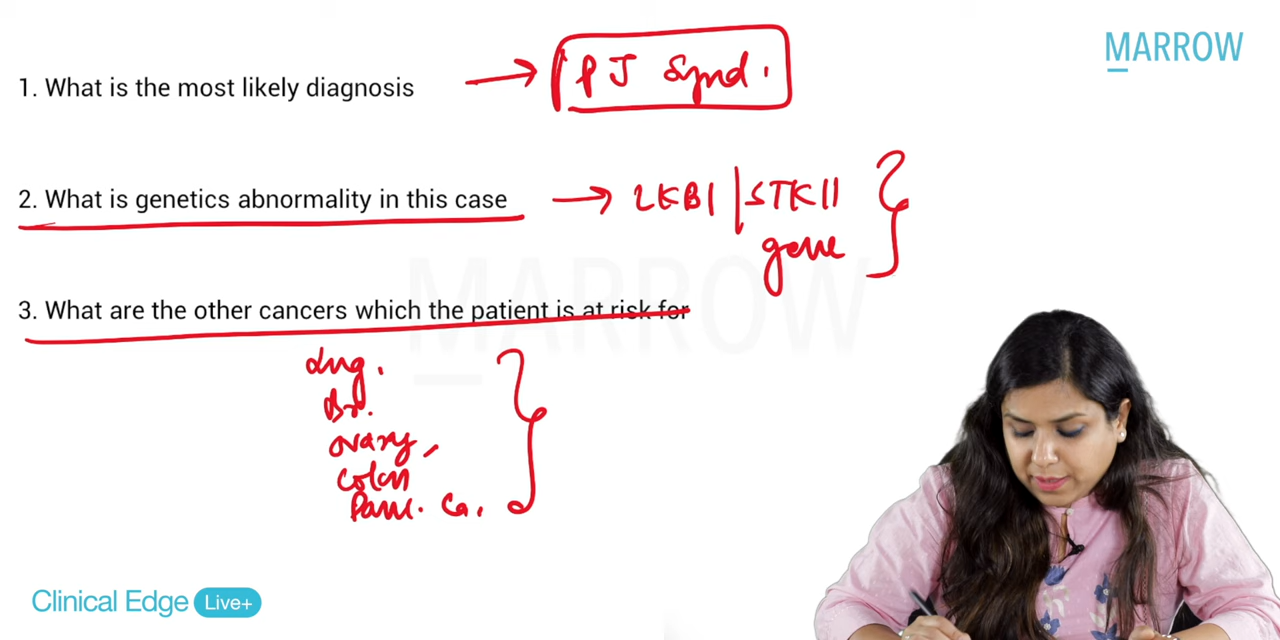 MARROW
1. What is the most likely diagnosis → PJ Synd.
2. What is genetics abnormality in this case → LKB1 | STK11
gene
MARROW
3. What are the other cancers which the patient is at risk for
Lung.
Br.
ovary,
Colon
Panc. Ca.
Clinical Edge Live+